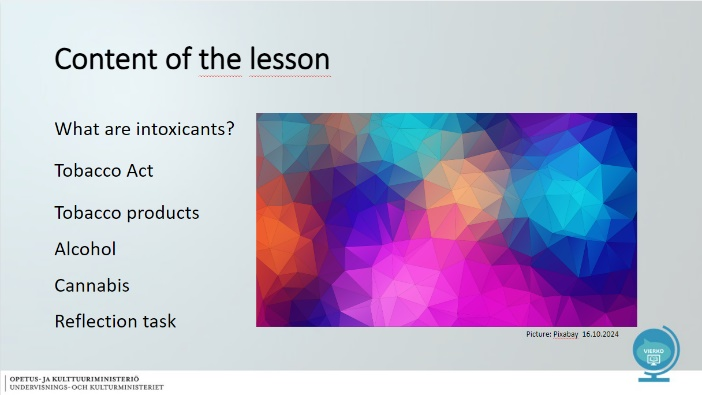 Content of the lesson
What are intoxicants?
Tobacco Act
Tobacco products
Alcohol
Cannabis
Reflection task
Picture: Pixabay 16.10.2024
VIERKO
OPETUS- JA KULTTUURIMINISTERIÖ
UNDERVISNINGS- OCH KULTURMINISTERIET